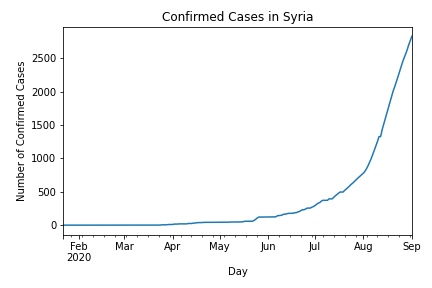 Confirmed Cases in Syria
Number of Confirmed Cases
2500
2000
1500
1000
500
0
Feb Mar Apr May Jun Jul Aug Sep
2020
Day